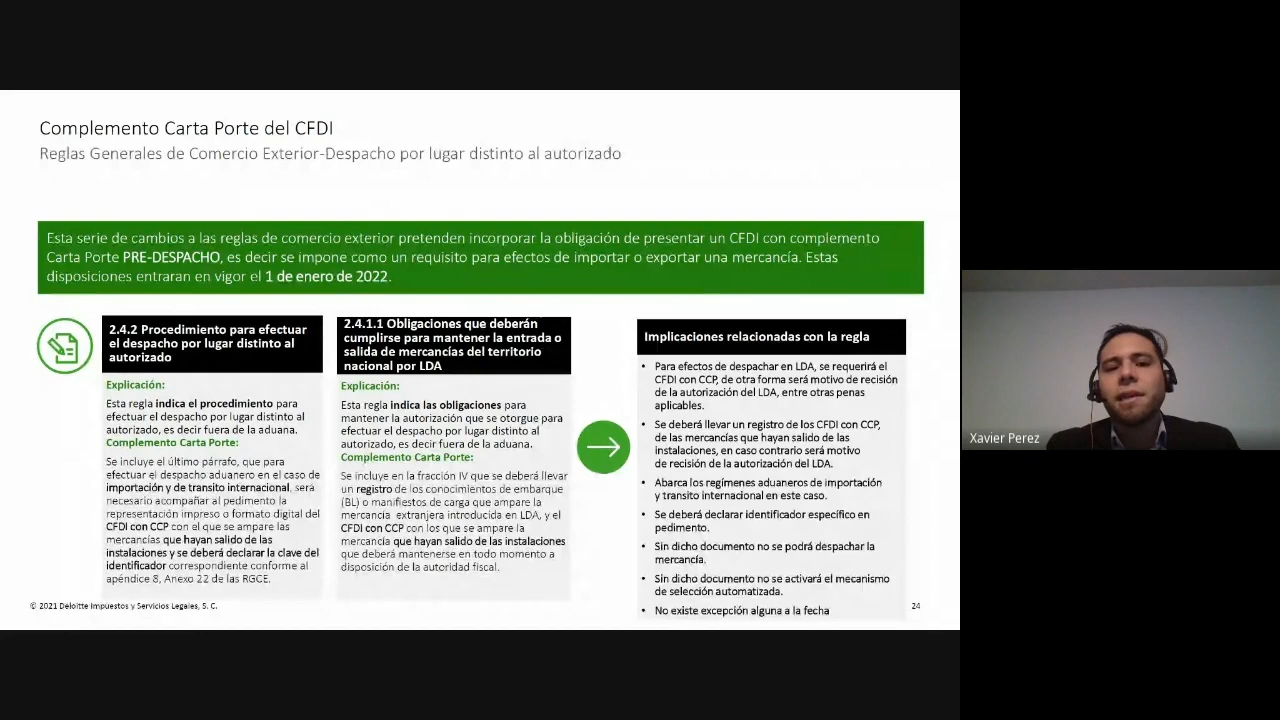 Complemento Carta Porte del CFDI
Reglas Generales de Comercio Exterior-Despacho por lugar distinto al autorizado
Esta serie de cambios a las reglas de comercio exterior pretenden incorporar la obligación de presentar un CFDI con complemento
Carta Porte PRE-DESPACHO, es decir se impone como un requisito para efectos de importar o exportar una mercancía. Estas
disposiciones entraran en vigor el 1 de enero de 2022.
2.4.2 Procedimiento para efectuar
el despacho por lugar distinto al
autorizado
Explicación:
Esta regla indica el procedimiento para
efectuar el despacho por lugar distinto al
autorizado, es decir fuera de la aduana.
Complemento Carta Porte:
Se incluye el último párrafo, que para
efectuar el despacho aduanero en el caso de
importación y de transito internacional, será
necesario acompañar al pedimento la
representación impreso o formato digital del
CFDI con CCP con el que se ampare las
mercancías que hayan salido de las
instalaciones y se deberá declarar la clave del
identificador correspondiente conforme al
apéndice 8, Anexo 22 de las RGCE.
2.4.1.1 Obligaciones que deberán
cumplirse para mantener la entrada o
salida de mercancías del territorio
nacional por LDA
Explicación:
Esta regla indica las obligaciones para
mantener la autorización que se otorgue para
efectuar el despacho por lugar distinto al
autorizado, es decir fuera de la aduana.
Complemento Carta Porte:
Se incluye en la fracción IV que se deberá llevar
un registro de los conocimientos de embarque
(BL) o manifiestos de carga que ampare la
mercancía extranjera introducida en LDA, y el
CFDI con CCP con los que se ampare la
mercancía que hayan salido de las instalaciones
que deberá mantenerse en todo momento a
disposición de la autoridad fiscal.
Implicaciones relacionadas con la regla
• Para efectos de despachar en LDA, se requerirá el
CFDI con CCP, de otra forma será motivo de recisión
de la autorización del LDA, entre otras penas
aplicables.
• Se deberá llevar un registro de los CFDI con CCP,
de las mercancías que hayan salido de las
instalaciones, en caso contrario será motivo
de recisión de la autorización del LDA.
• Abarca los regímenes aduaneros de importación
y transito internacional en este caso.
• Se deberá declarar identificador específico en
pedimento.
• Sin dicho documento no se podrá despachar la
mercancía.
• Sin dicho documento no se activará el mecanismo
de selección automatizada.
• No existe excepción alguna a la fecha
© 2021 Deloitte Impuestos y Servicios Legales, S. C.
24
Xavier Perez